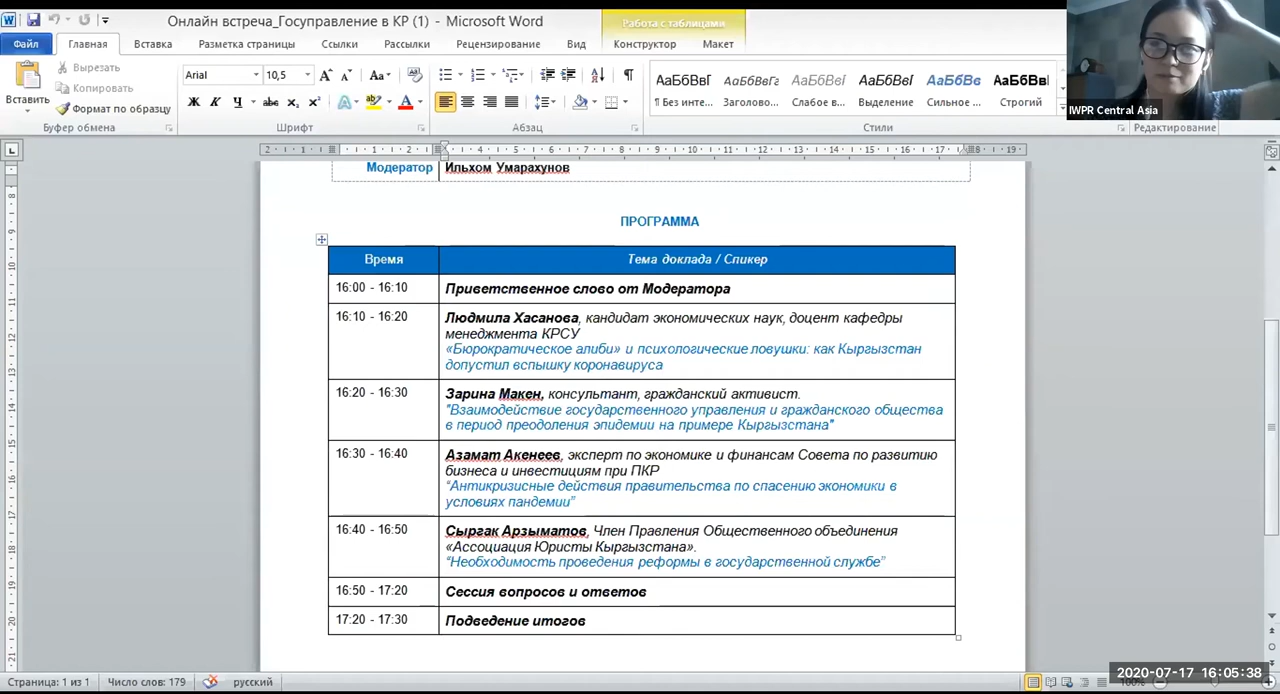 Онлайн встреча_Госуправление в КР (1) - Microsoft Word
Работа с таблицами
Файл
Главная
Вставка
Разметка страницы
Ссылки
Рассылки
Рецензирование
Вид
Конструктор
Макет
Вставить
Вырезать
Копировать
Формат по образцу
Буфер обмена
Arial
10,5
Шрифт
Абзац
АаБбВвГ
АаБбВвГг
АаБбВвГг
АаБбВвГ
АаБбВв
АаБбВвІ
¶ Без инте...
Заголово...
Слабое в...
Выделение
Сильное ...
Строгий
Стили
Редактирование
IWPR Central Asia
Модератор
Ильхом Умарахунов
ПРОГРАММА
Время
Тема доклада / Спикер
16:00 - 16:10
Приветственное слово от Модератора
16:10 - 16:20
Людмила Хасанова, кандидат экономических наук, доцент кафедры
менеджмента КРСУ
«Бюрократическое алиби» и психологические ловушки: как Кыргызстан
допустил вспышку коронавируса
16:20 - 16:30
Зарина Макен, консультант, гражданский активист.
"Взаимодействие государственного управления и гражданского общества
в период преодоления эпидемии на примере Кыргызстана"
16:30 - 16:40
Азамат Акенеев, эксперт по экономике и финансам Совета по развитию
бизнеса и инвестициям при ПКР
“Антикризисные действия правительства по спасению экономики в
условиях пандемии”
16:40 - 16:50
Сыргак Арзыматов, Член Правления Общественного объединения
«Ассоциация Юристы Кыргызстана».
“Необходимость проведения реформы в государственной службе”
16:50 - 17:20
Сессия вопросов и ответов
17:20 - 17:30
Подведение итогов
Страница: 1 из 1
Число слов: 179
русский
2020-07-17 16:05:38